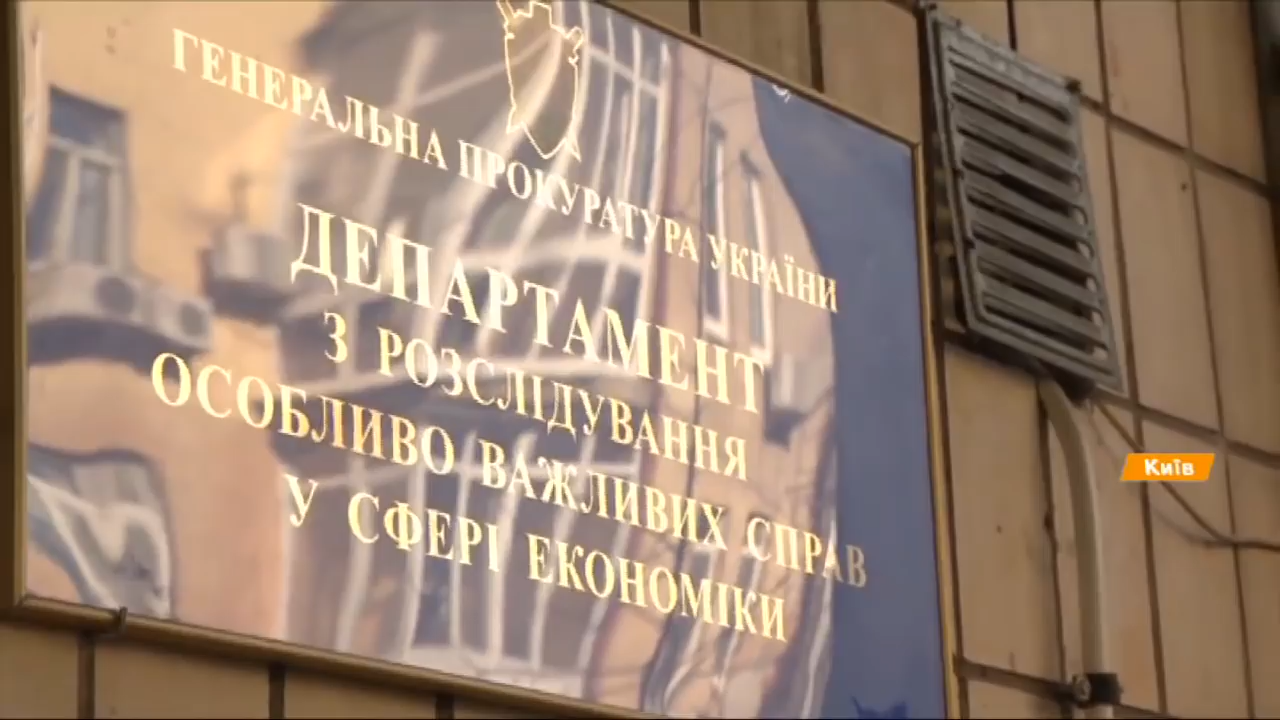 ГЕНЕРАЛЬНА ПРОКУРАТУРА УКРАЇНИ
ДЕПАРТАМЕНТ
З РОЗСЛІДУВАННЯ
ОСОБЛИВО ВАЖЛИВИХ СПРАВ
У СФЕРІ ЕКОНОМІКИ
Київ